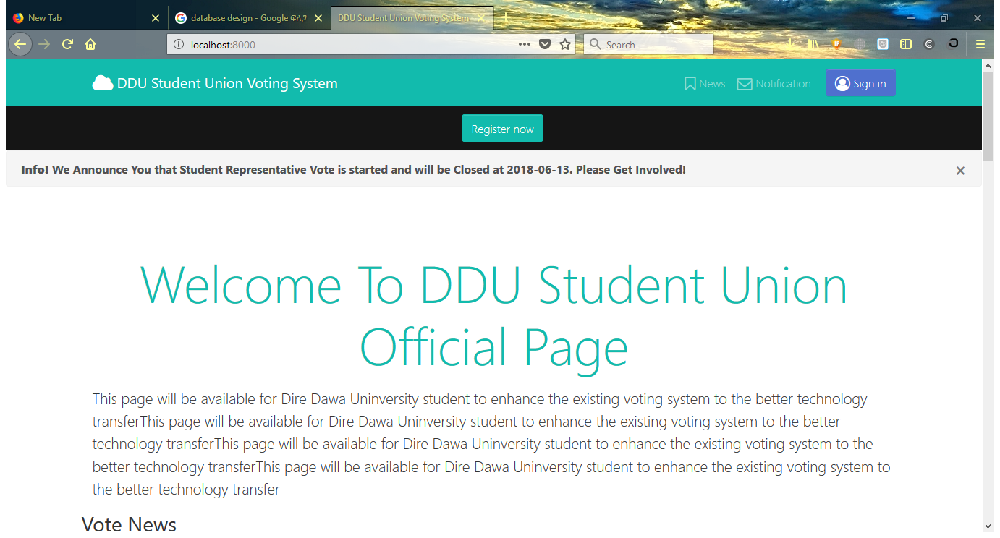 New Tab
database design - Google ፍለጋ
DDU Student Union Voting System
localhost:8000
Search
DDU Student Union Voting System
News
Notification
Sign in
Register now
Info! We Announce You that Student Representative Vote is started and will be Closed at 2018-06-13. Please Get Involved!
Welcome To DDU Student Union
Official Page
This page will be available for Dire Dawa Uninversity student to enhance the existing voting system to the better technology
transferThis page will be available for Dire Dawa Uninversity student to enhance the existing voting system to the better
technology transferThis page will be available for Dire Dawa Uninversity student to enhance the existing voting system to the
better technology transferThis page will be available for Dire Dawa Uninversity student to enhance the existing voting system to
the better technology transfer
Vote News